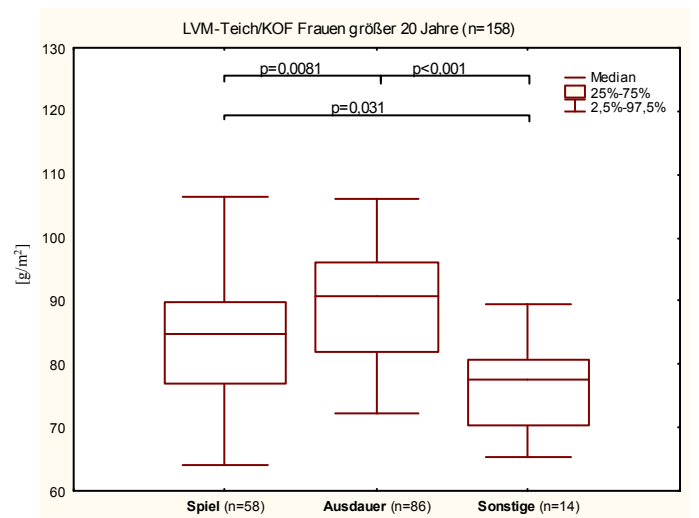 LVM-Teich/KOF Frauen größer 20 Jahre (n=158)
130
120
110
100
90
80
70
60
[g/m²]
p=0,0081
p<0,001
p=0,031
Median
25%-75%
2,5%-97,5%
Spiel (n=58)
Ausdauer (n=86)
Sonstige (n=14)